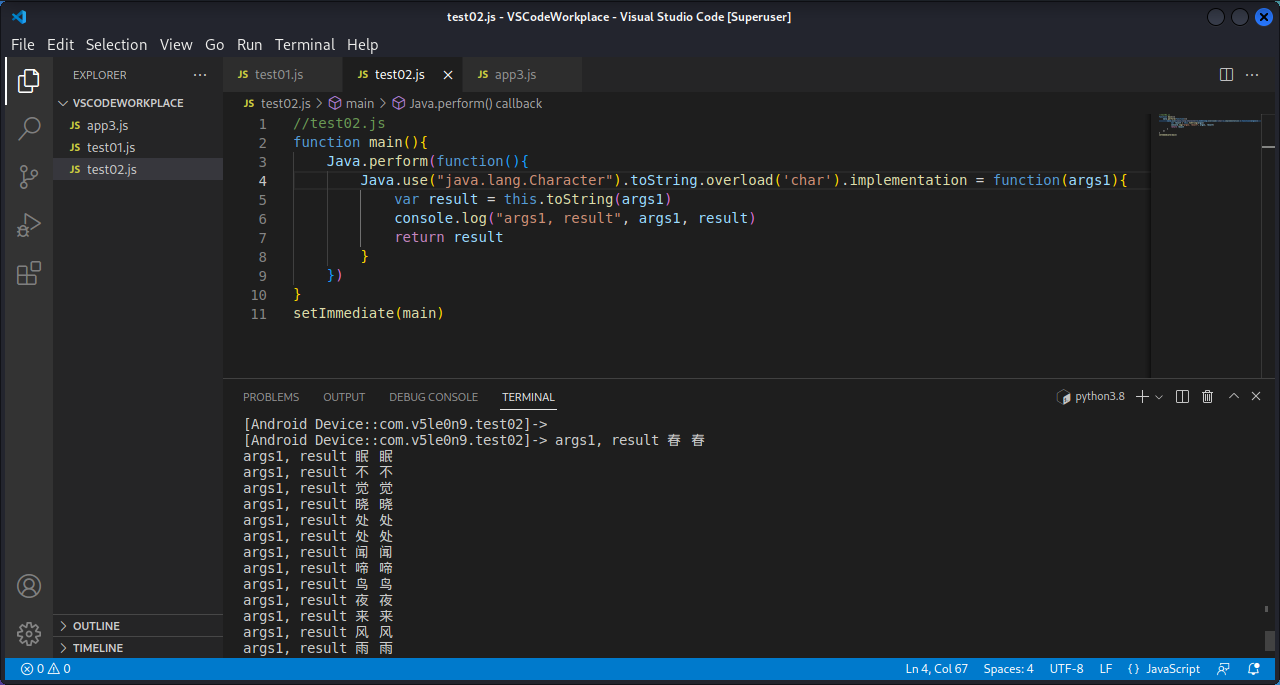 test02.js - VSCodeWorkplace - Visual Studio Code [Superuser]
File Edit Selection View Go Run Terminal Help
EXPLORER
VSCODEWORKPLACE
JS app3.js
JS test01.js
JS test02.js
OUTLINE
TIMELINE
JS test01.js JS test02.js JS app3.js
JS test02.js > main > Java.perform() callback
1 //test02.js
2 function main(){
3 Java.perform(function(){
4 Java.use("java.lang.Character").toString.overload('char').implementation = function(args1){
5 var result = this.toString(args1)
6 console.log("args1, result", args1, result)
7 return result
8 }
9 })
10 }
11 setImmediate(main)
PROBLEMS OUTPUT DEBUG CONSOLE TERMINAL
python3.8
[Android Device::com.v5le0n9.test02]->
[Android Device::com.v5le0n9.test02]-> args1, result 春 春
args1, result 眠 眠
args1, result 不 不
args1, result 觉 觉
args1, result 晓 晓
args1, result 处 处
args1, result 处 处
args1, result 闻 闻
args1, result 啼 啼
args1, result 鸟 鸟
args1, result 夜 夜
args1, result 来 来
args1, result 风 风
args1, result 雨 雨
0 0
Ln 4, Col 67 Spaces: 4 UTF-8 LF {} JavaScript